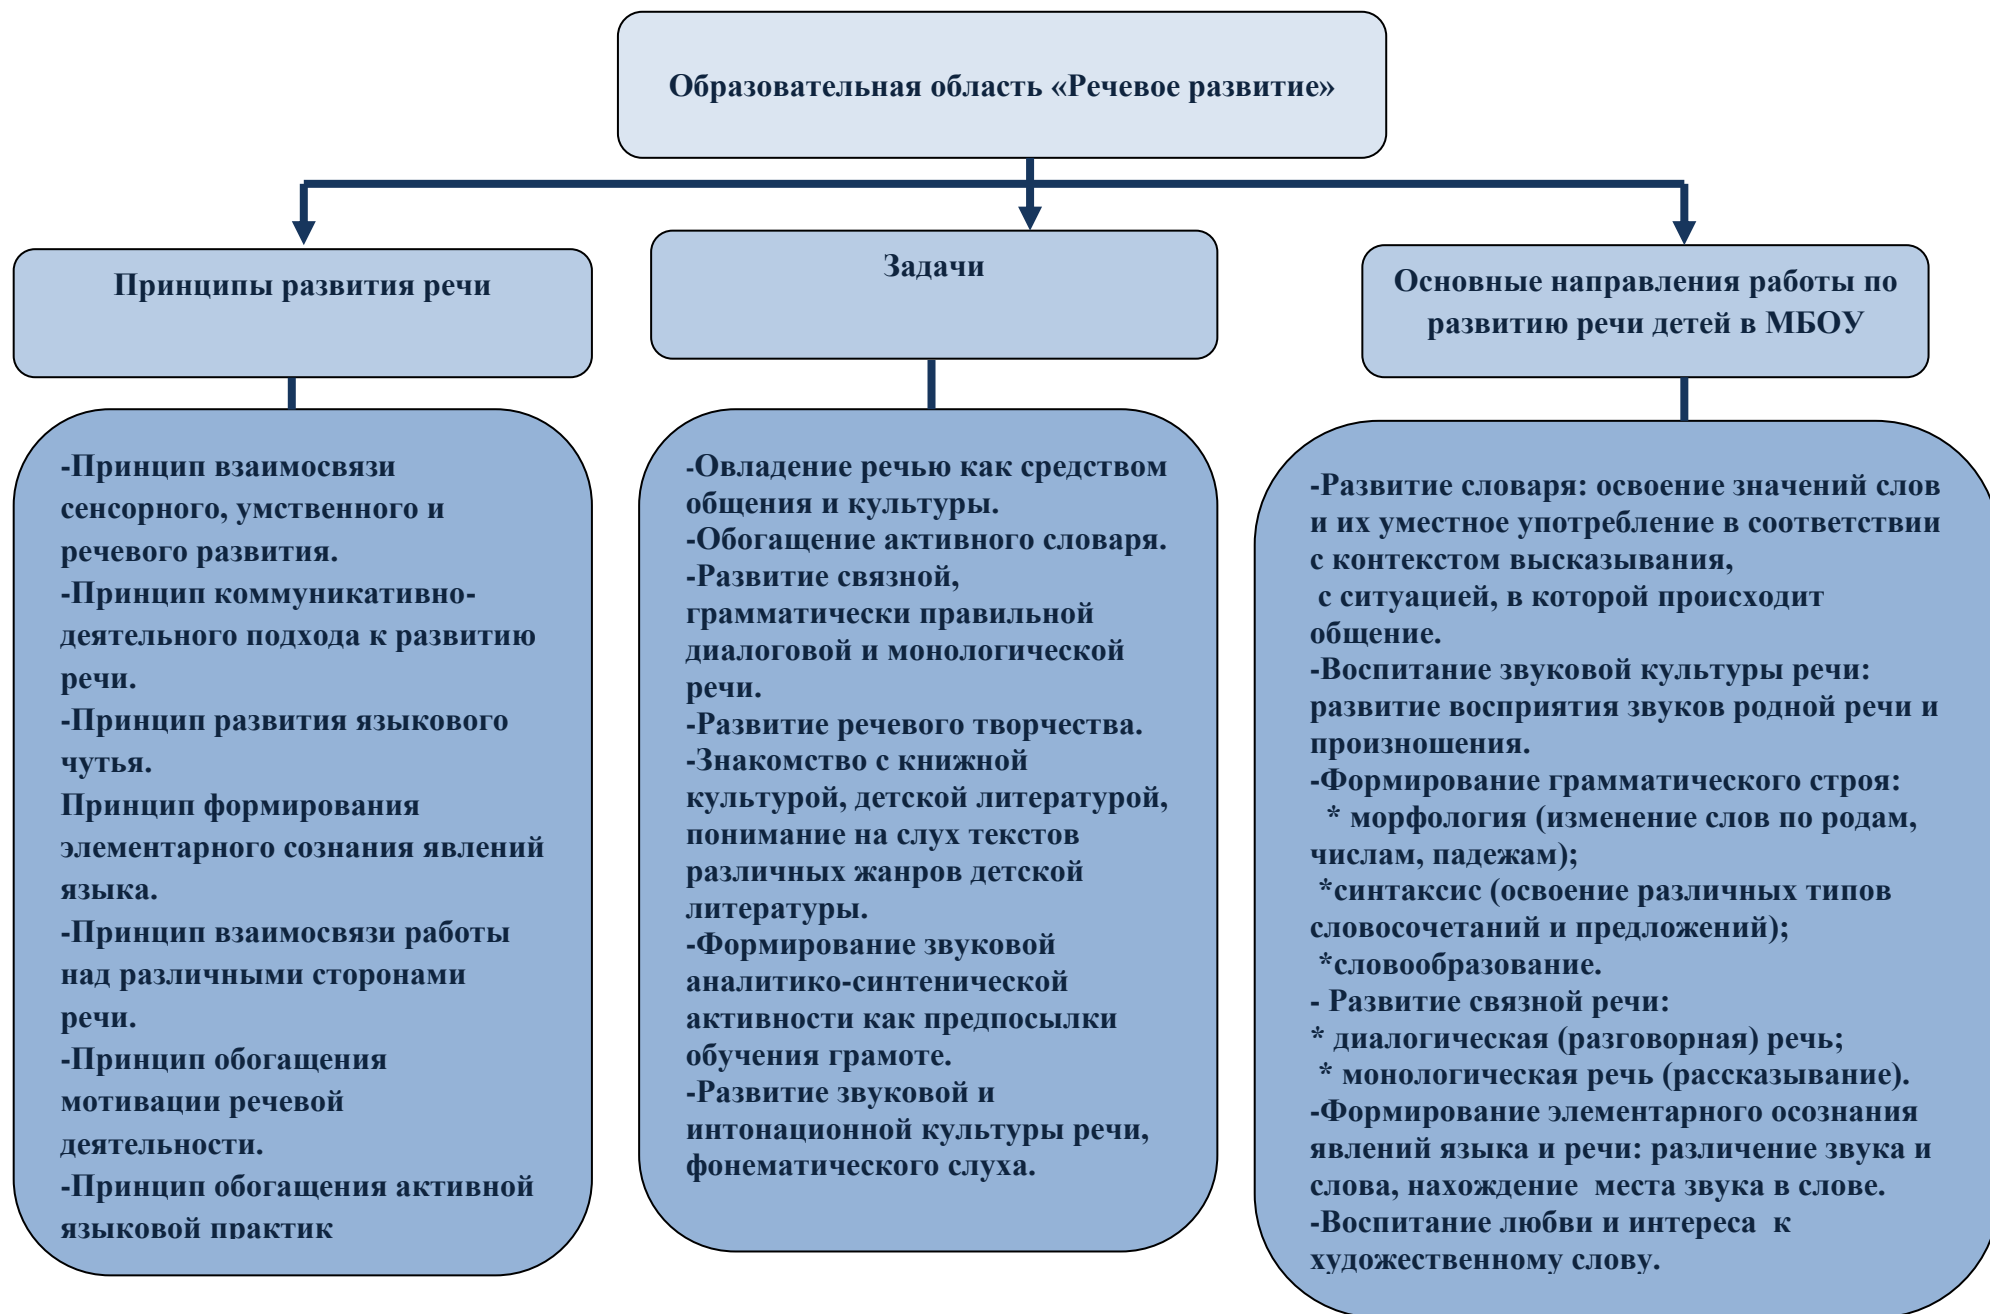 Образовательная область «Речевое развитие»
Принципы развития речи
Задачи
Основные направления работы по
развитию речи детей в МБОУ
-Принцип взаимосвязи
сенсорного, умственного и
речевого развития.
-Принцип коммуникативно-
деятельного подхода к развитию
речи.
-Принцип развития языкового
чутья.
Принцип формирования
элементарного сознания явлений
языка.
-Принцип взаимосвязи работы
над различными сторонами
речи.
-Принцип обогащения
мотивации речевой
деятельности.
-Принцип обогащения активной
языковой практик
-Овладение речью как средством
общения и культуры.
-Обогащение активного словаря.
-Развитие связной,
грамматически правильной
диалоговой и монологической
речи.
-Развитие речевого творчества.
-Знакомство с книжной
культурой, детской литературой,
понимание на слух текстов
различных жанров детской
литературы.
-Формирование звуковой
аналитико-синтенической
активности как предпосылки
обучения грамоте.
-Развитие звуковой и
интонационной культуры речи,
фонематического слуха.
-Развитие словаря: освоение значений слов
и их уместное употребление в соответствии
с контекстом высказывания,
с ситуацией, в которой происходит
общение.
-Воспитание звуковой культуры речи:
развитие восприятия звуков родной речи и
произношения.
-Формирование грамматического строя:
* морфология (изменение слов по родам,
числам, падежам);
*синтаксис (освоение различных типов
словосочетаний и предложений);
*словообразование.
- Развитие связной речи:
* диалогическая (разговорная) речь;
* монологическая речь (рассказывание).
-Формирование элементарного осознания
явлений языка и речи: различение звука и
слова, нахождение  места звука в слове.
-Воспитание любви и интереса  к
художественному слову.